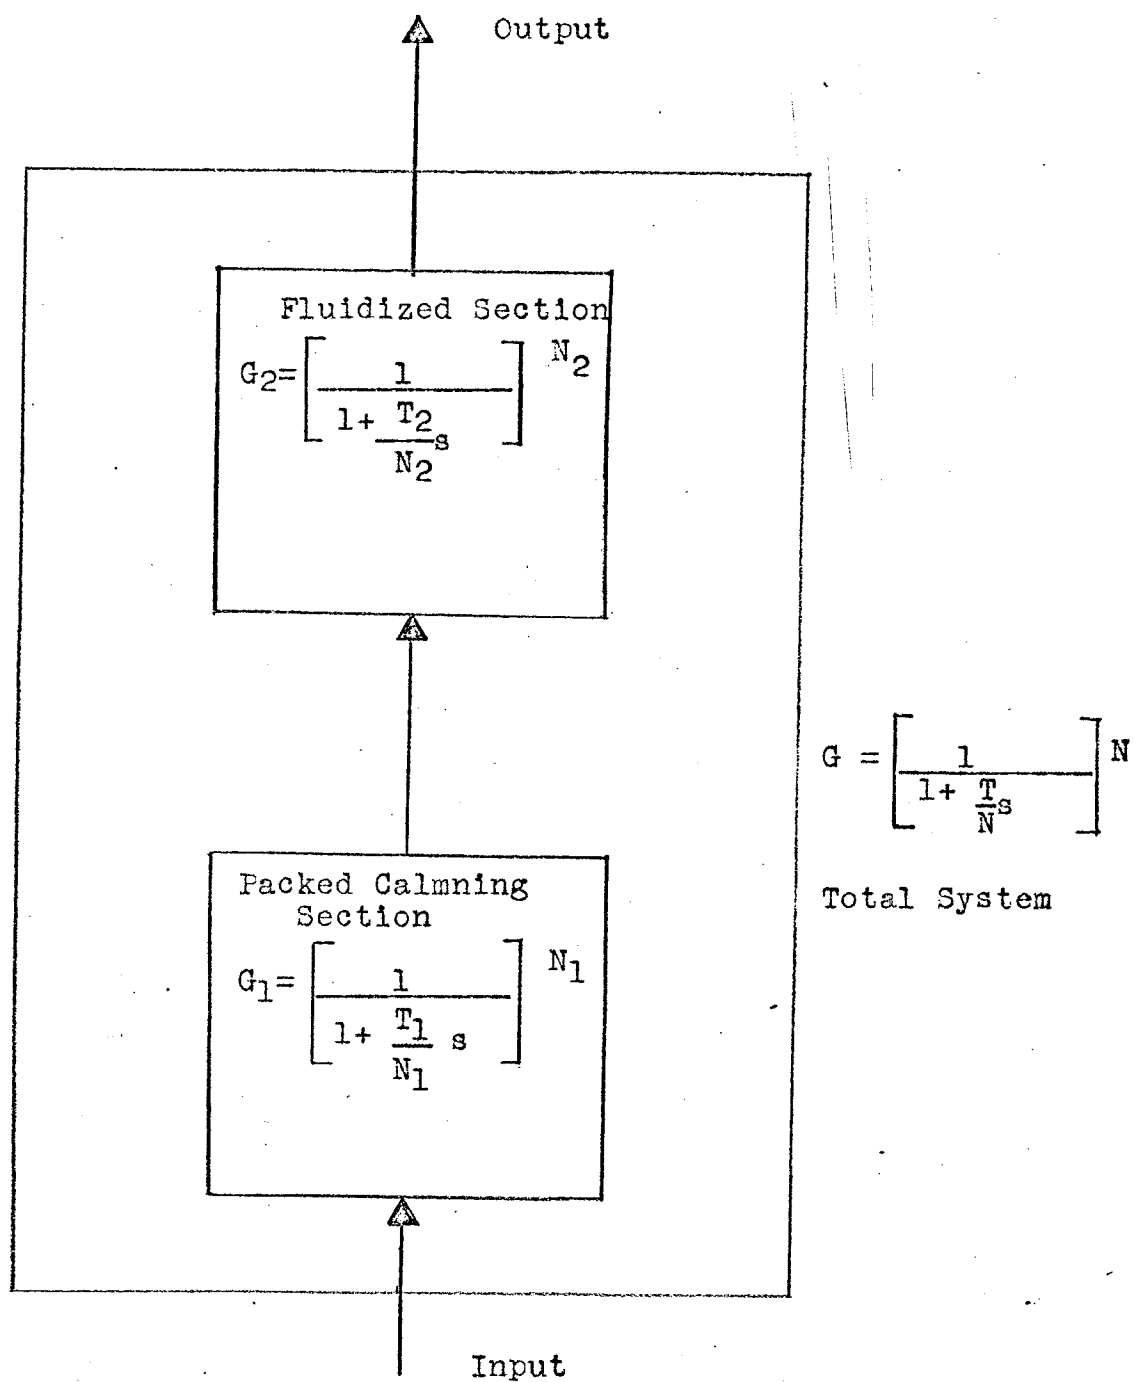 Output
Fluidized Section
G2= [ 1 / 1+ T2/N2 s ] N2
G = [ 1 / 1+ T/N s ] N
Total System
Packed Calmning
Section
G1= [ 1 / 1+ T1/N1 s ] N1
Input